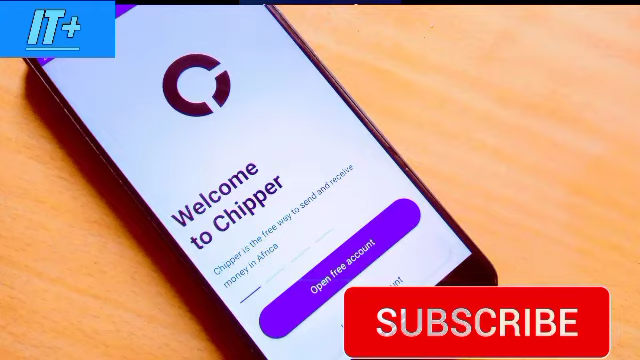 IT+
Welcome
to Chipper
Chipper is the free way to send and receive
money in Africa
Open free account
SUBSCRIBE